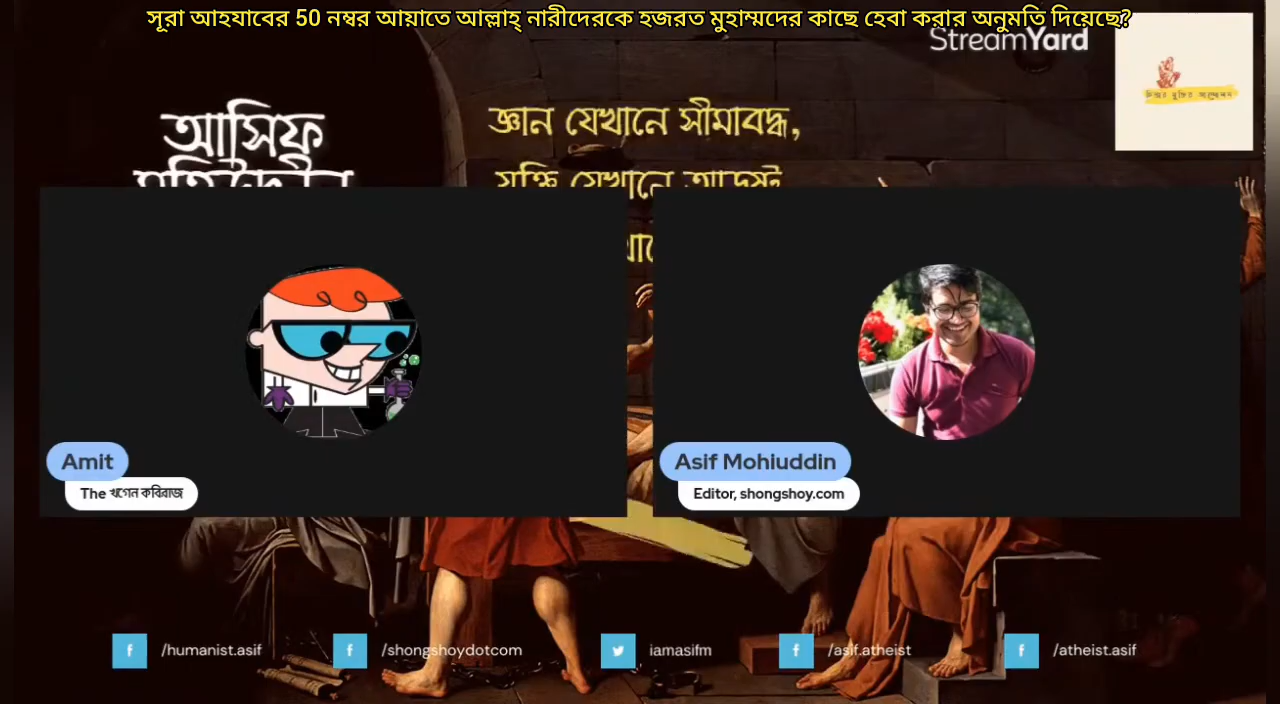 সূরা আহযাবের 50 নম্বর আয়াতে আল্লাহ্ নারীদেরকে হজরত মুহাম্মদের কাছে হেবা করার অনুমতি দিয়েছে?
StreamYard
আসিফ
জ্ঞান যেখানে সীমাবদ্ধ,
যুক্তি যেখানে
Amit
The খগেন কবিরাজ
Asif Mohiuddin
Editor, shongshoy.com
/humanist.asif
/shongshoydotcom
iamasifm
/asif.atheist
/atheist.asif